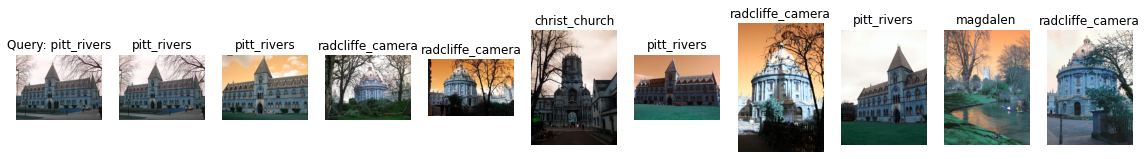 Query: pitt_rivers
pitt_rivers
pitt_rivers
radcliffe_camera
radcliffe_camera
christ_church
pitt_rivers
radcliffe_camera
pitt_rivers
magdalen
radcliffe_camera